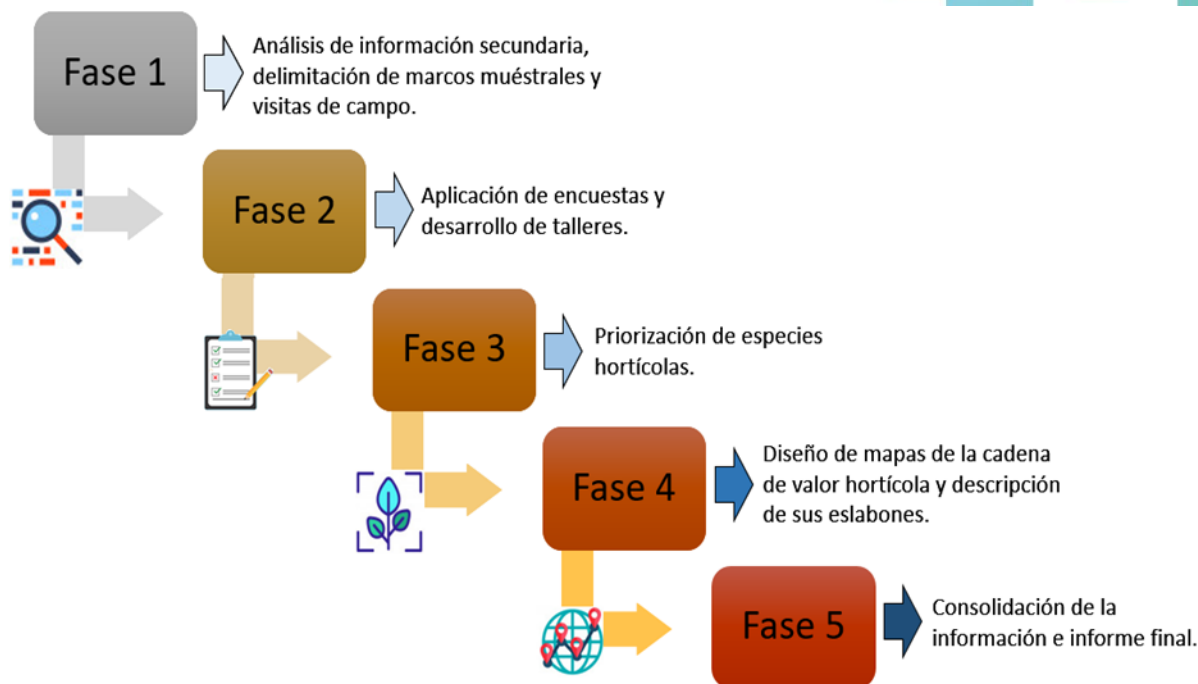 Fase 1
Análisis de información secundaria,
delimitación de marcos muéstrales y
visitas de campo.
Fase 2
Aplicación de encuestas y
desarrollo de talleres.
Fase 3
Priorización de especies
hortícolas.
Fase 4
Diseño de mapas de la cadena
de valor hortícola y descripción
de sus eslabones.
Fase 5
Consolidación de la
información e informe final.